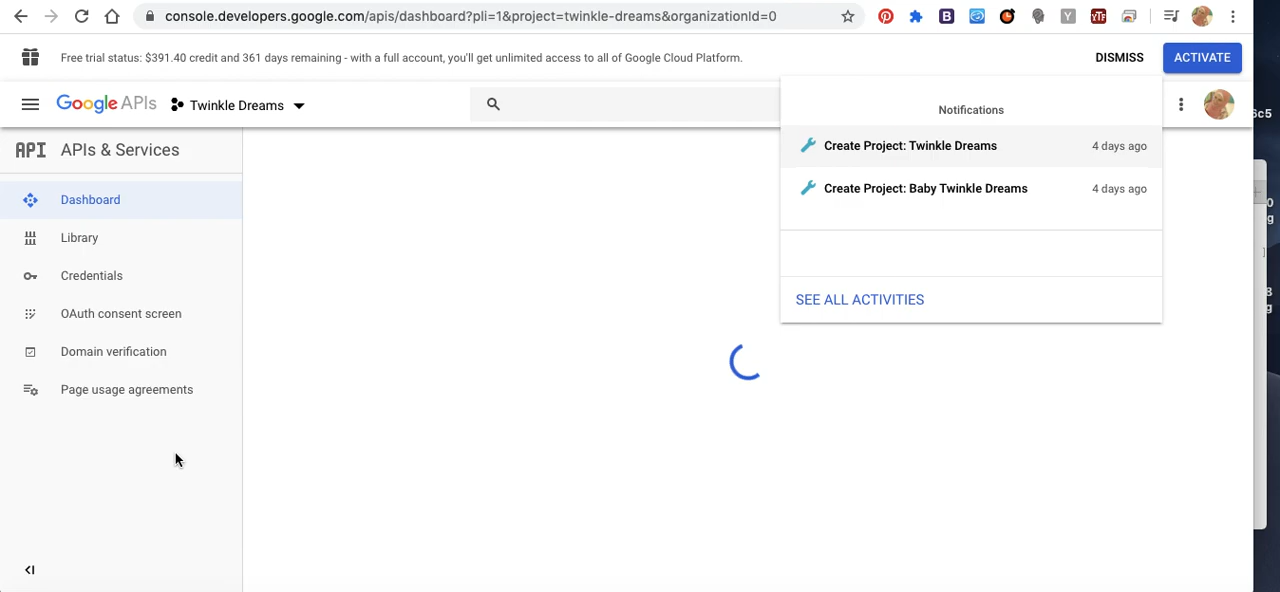 console.developers.google.com/apis/dashboard?pli=1&project=twinkle-dreams&organizationId=0
B
Y
YTF
Free trial status: $391.40 credit and 361 days remaining - with a full account, you'll get unlimited access to all of Google Cloud Platform.
DISMISS
ACTIVATE
Google APIs
Twinkle Dreams
6c5
Notifications
Create Project: Twinkle Dreams
4 days ago
Create Project: Baby Twinkle Dreams
4 days ago
SEE ALL ACTIVITIES
API APIs & Services
Dashboard
Library
Credentials
OAuth consent screen
Domain verification
Page usage agreements
0
g
]
g